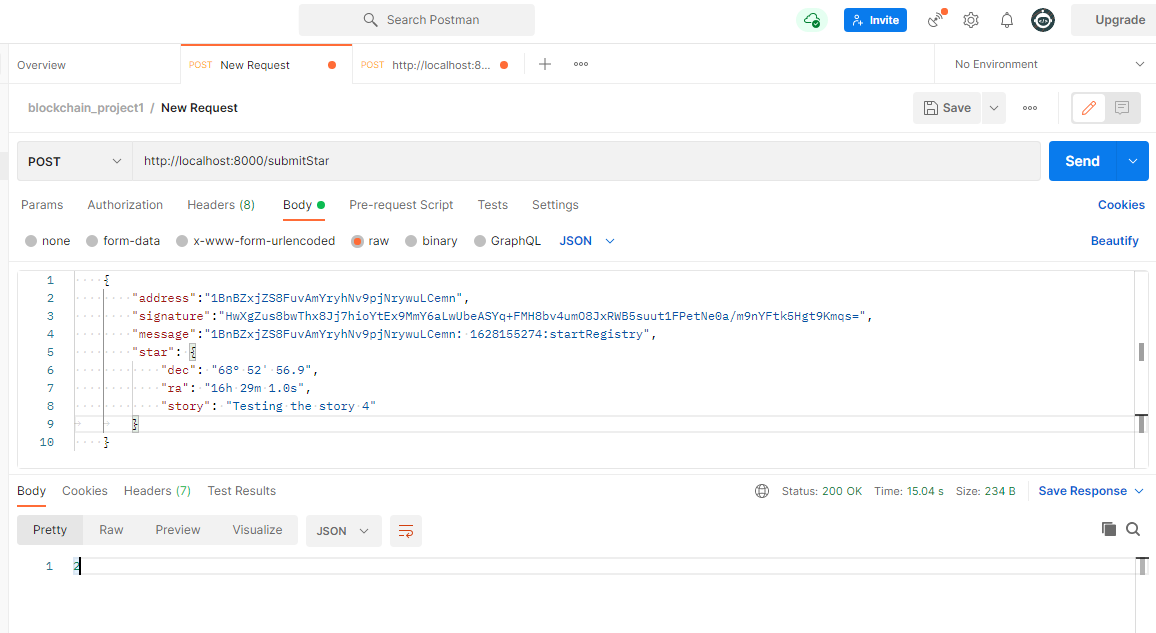 Search Postman
Invite
Upgrade
Overview
POST New Request
POST http://localhost:8...
No Environment
blockchain_project1 / New Request
Save
POST
http://localhost:8000/submitStar
Send
Params Authorization Headers (8) Body Pre-request Script Tests Settings Cookies
none form-data x-www-form-urlencoded raw binary GraphQL JSON Beautify
1 {
2 "address":"1BnBZxjZS8FuvAmYryhNv9pjNrywuLCemn",
3 "signature":"HwXgZus8bwThx8Jj7hioYtEx9MmY6aLwUbeASYq+FMH8bv4umO8JxRWB5suut1FPetNe0a/m9nYFtk5Hgt9Kmqs=",
4 "message":"1BnBZxjZS8FuvAmYryhNv9pjNrywuLCemn: 1628155274:startRegistry",
5 "star": {
6 "dec": "68° 52' 56.9",
7 "ra": "16h 29m 1.0s",
8 "story": "Testing the story 4"
9 }
10 }
Body Cookies Headers (7) Test Results
Status: 200 OK Time: 15.04 s Size: 234 B Save Response
Pretty Raw Preview Visualize JSON
1 2